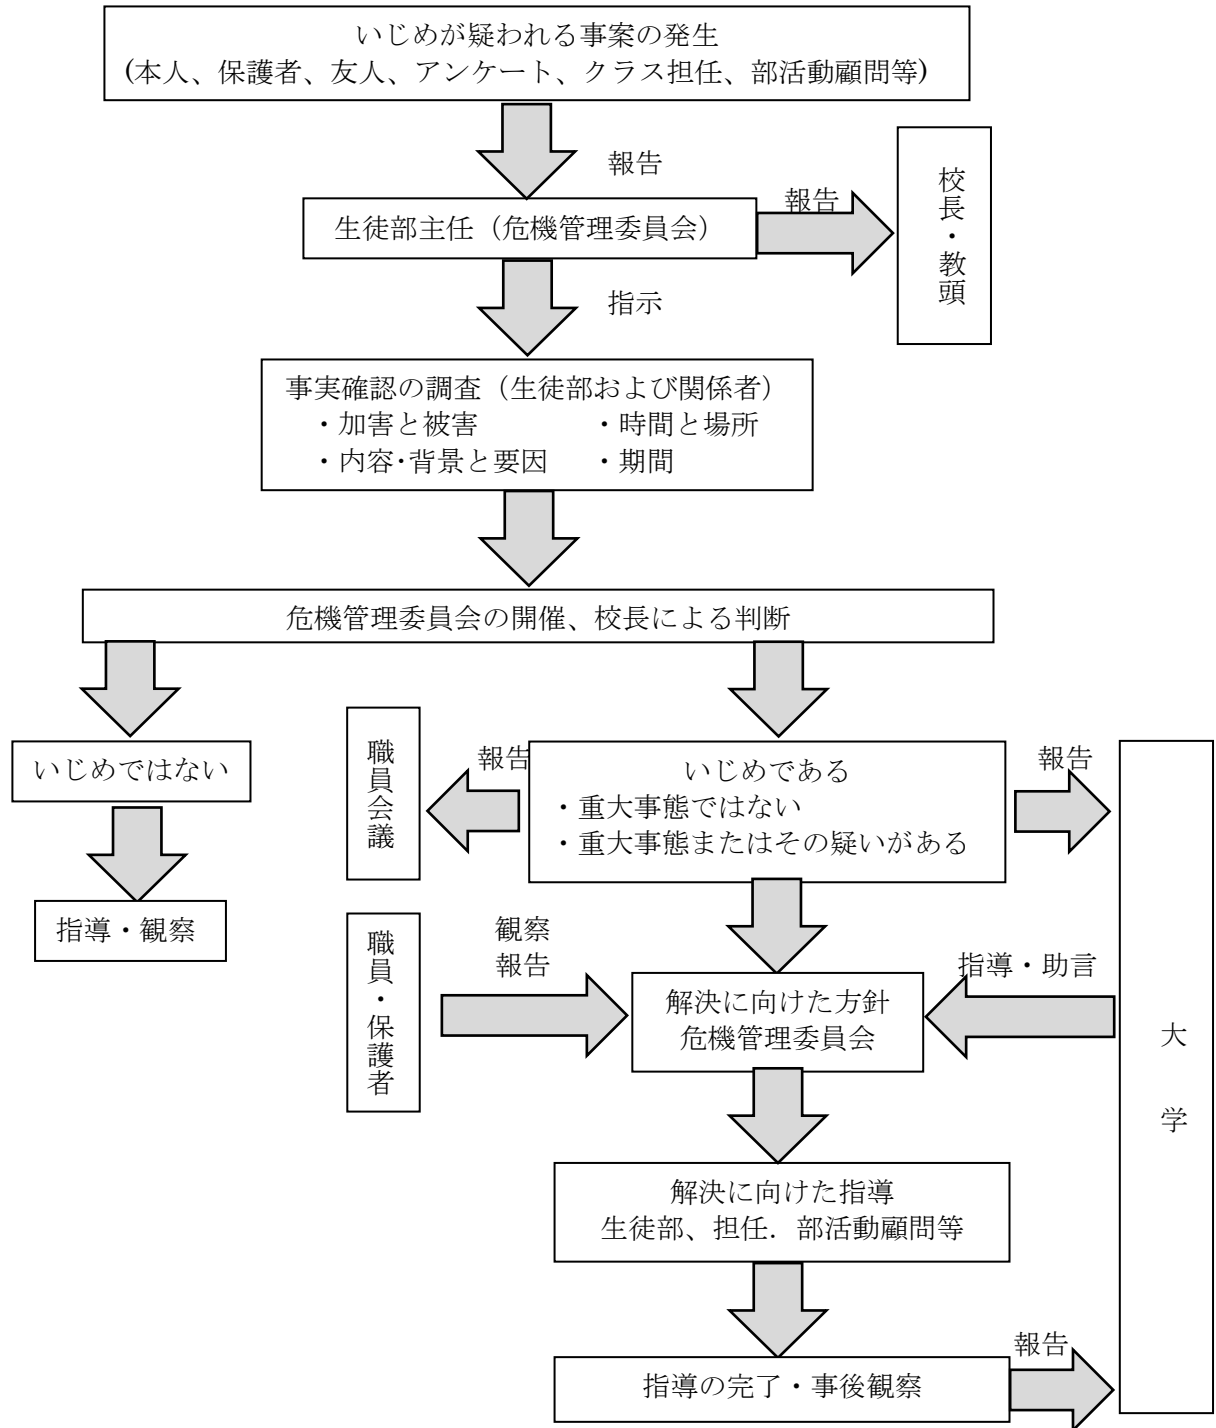 いじめが疑われる事案の発生
(本人、保護者、友人、アンケート、クラス担任、部活動顧問等)
報告
生徒部主任（危機管理委員会）
報告
校長・教頭
指示
事実確認の調査（生徒部および関係者）
・加害と被害　・時間と場所
・内容･背景と要因　・期間
危機管理委員会の開催、校長による判断
いじめではない
指導・観察
職員会議
報告
いじめである
・重大事態ではない
・重大事態またはその疑いがある
報告
職員・保護者
観察
報告
解決に向けた方針
危機管理委員会
指導・助言
大学
解決に向けた指導
生徒部、担任．部活動顧問等
指導の完了・事後観察
報告